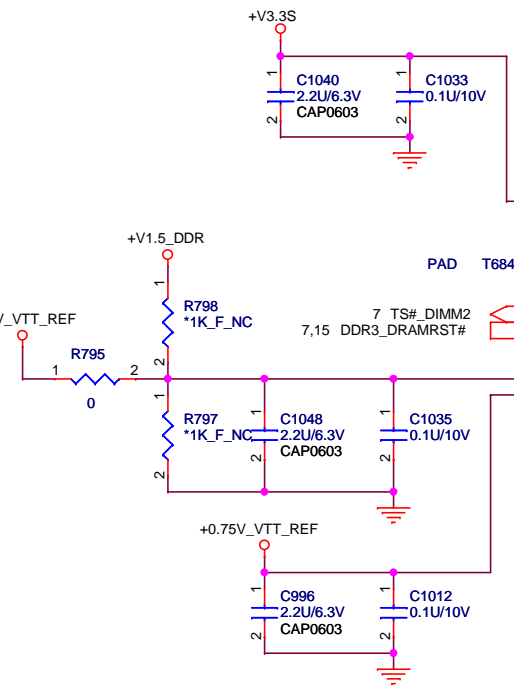 +V3.3S
1
1
C1040
C1033
2.2U/6.3V
0.1U/10V
CAP0603
2
2
+V1.5_DDR
PAD T684
1
R798
*1K_F_NC
7 TS#_DIMM2
7,15 DDR3_DRAMRST#
V_VTT_REF
2
R795
1
2
0
1
1
1
R797
C1048
C1035
*1K_F_NC
2.2U/6.3V
0.1U/10V
CAP0603
2
2
2
+0.75V_VTT_REF
1
1
C996
C1012
2.2U/6.3V
0.1U/10V
CAP0603
2
2